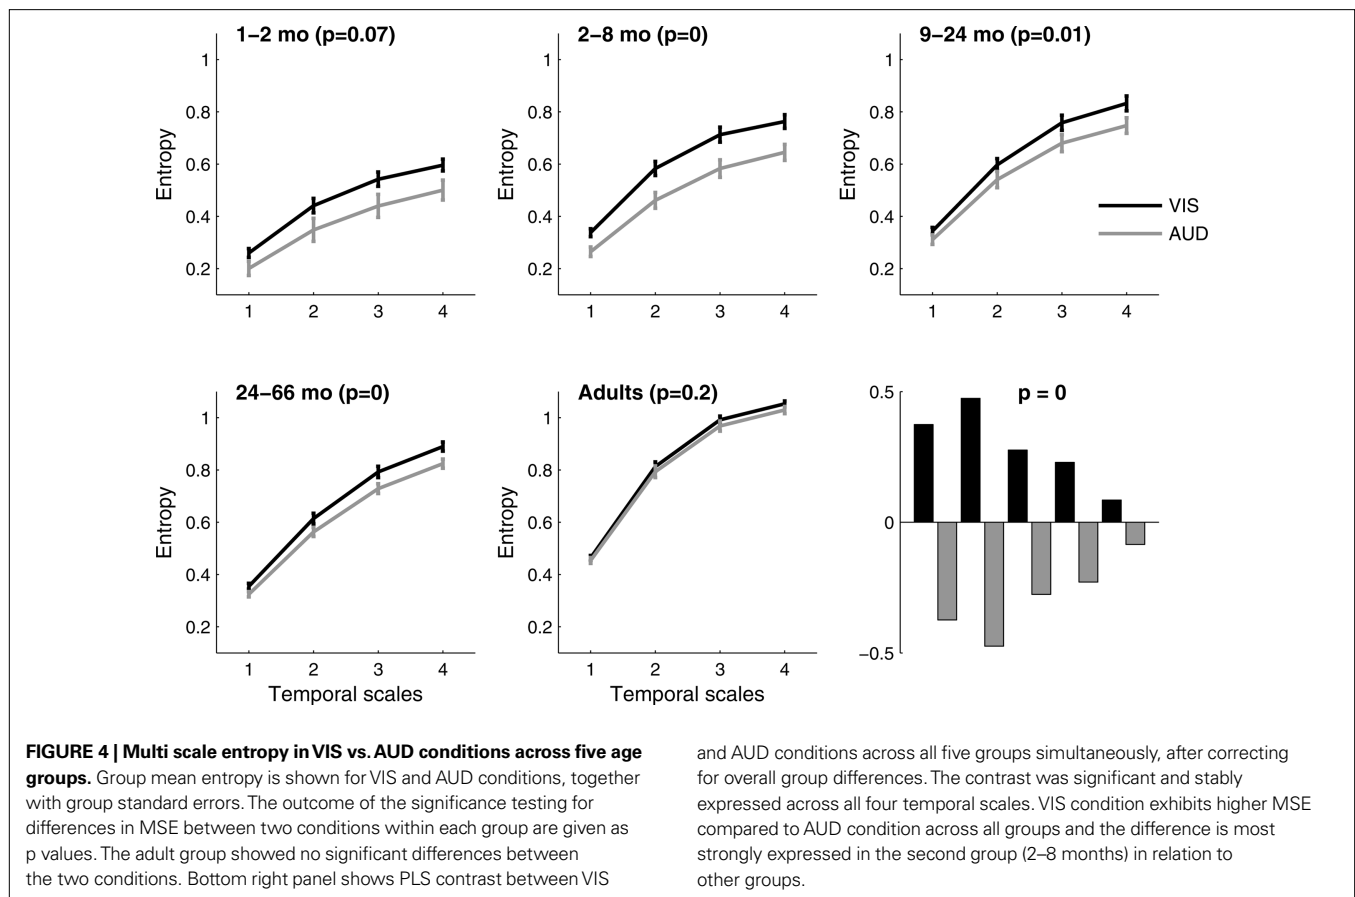 1–2 mo (p=0.07)
1
0.8
0.6
0.4
0.2
Entropy
1 2 3 4
2–8 mo (p=0)
1
0.8
0.6
0.4
0.2
Entropy
1 2 3 4
9–24 mo (p=0.01)
1
0.8
0.6
0.4
0.2
Entropy
1 2 3 4
VIS
AUD
24–66 mo (p=0)
1
0.8
0.6
0.4
0.2
Entropy
1 2 3 4
Temporal scales
Adults (p=0.2)
1
0.8
0.6
0.4
0.2
Entropy
1 2 3 4
Temporal scales
p = 0
0.5
0
−0.5
FIGURE 4 | Multi scale entropy in VIS vs. AUD conditions across five age
groups. Group mean entropy is shown for VIS and AUD conditions, together
with group standard errors. The outcome of the significance testing for
differences in MSE between two conditions within each group are given as
p values. The adult group showed no significant differences between
the two conditions. Bottom right panel shows PLS contrast between VIS
and AUD conditions across all five groups simultaneously, after correcting
for overall group differences. The contrast was significant and stably
expressed across all four temporal scales. VIS condition exhibits higher MSE
compared to AUD condition across all groups and the difference is most
strongly expressed in the second group (2–8 months) in relation to
other groups.